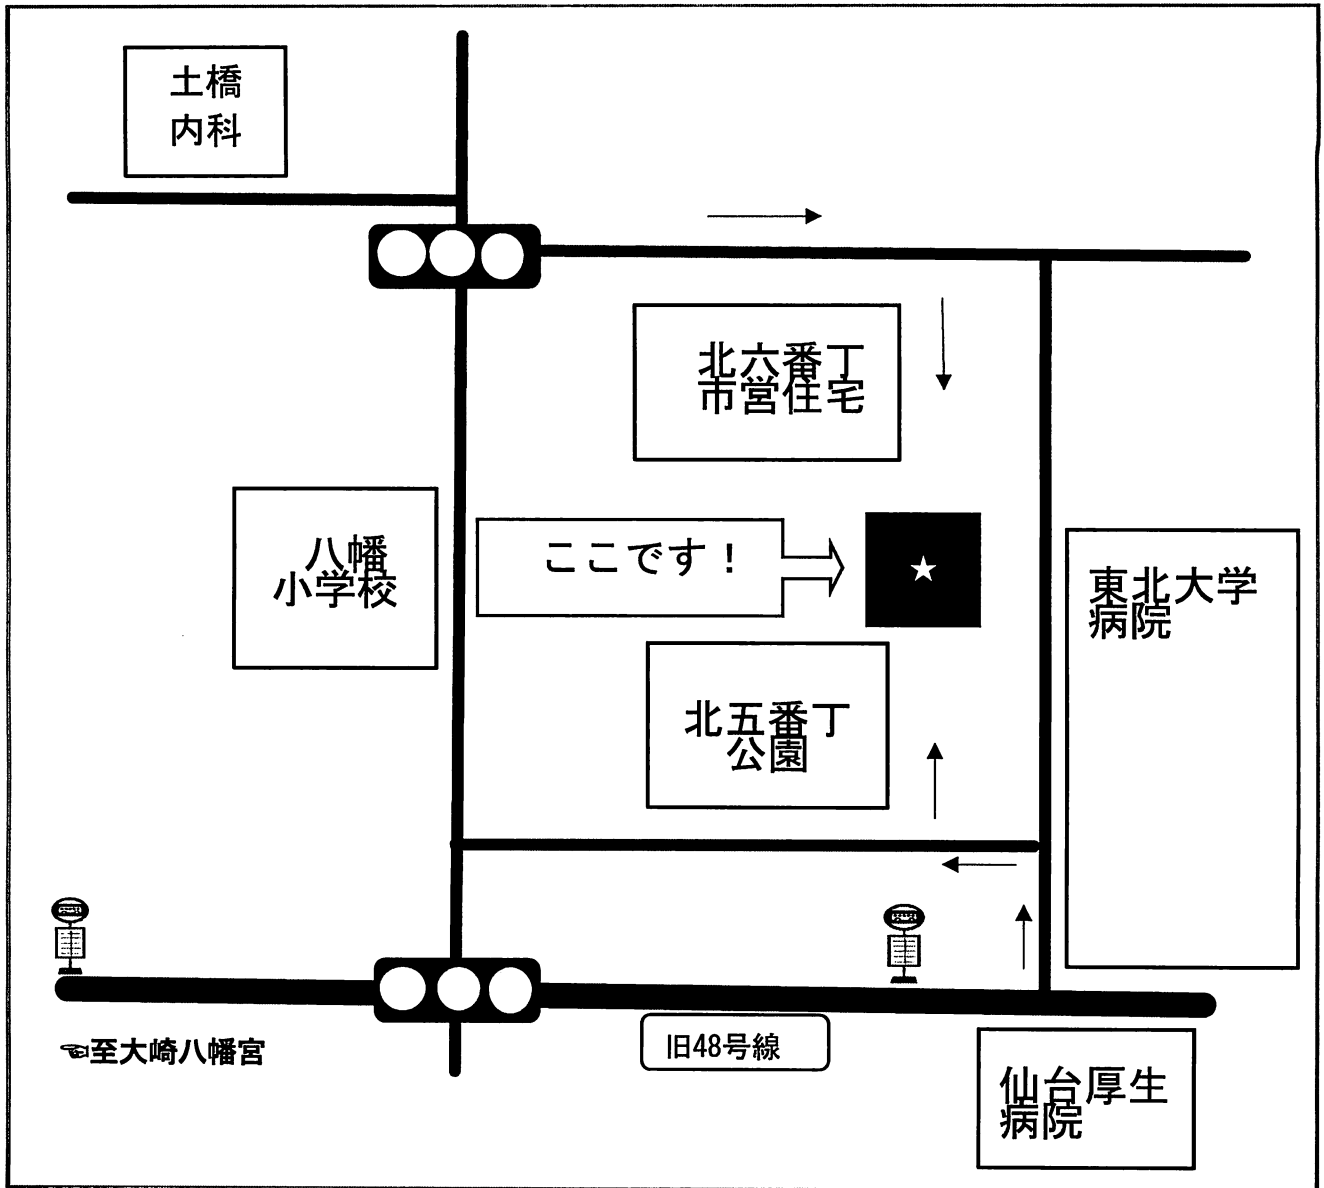 土橋
内科
北六番丁
市営住宅
八幡
小学校
ここです！
東北大学
病院
北五番丁
公園
☜至大崎八幡宮
旧48号線
仙台厚生
病院